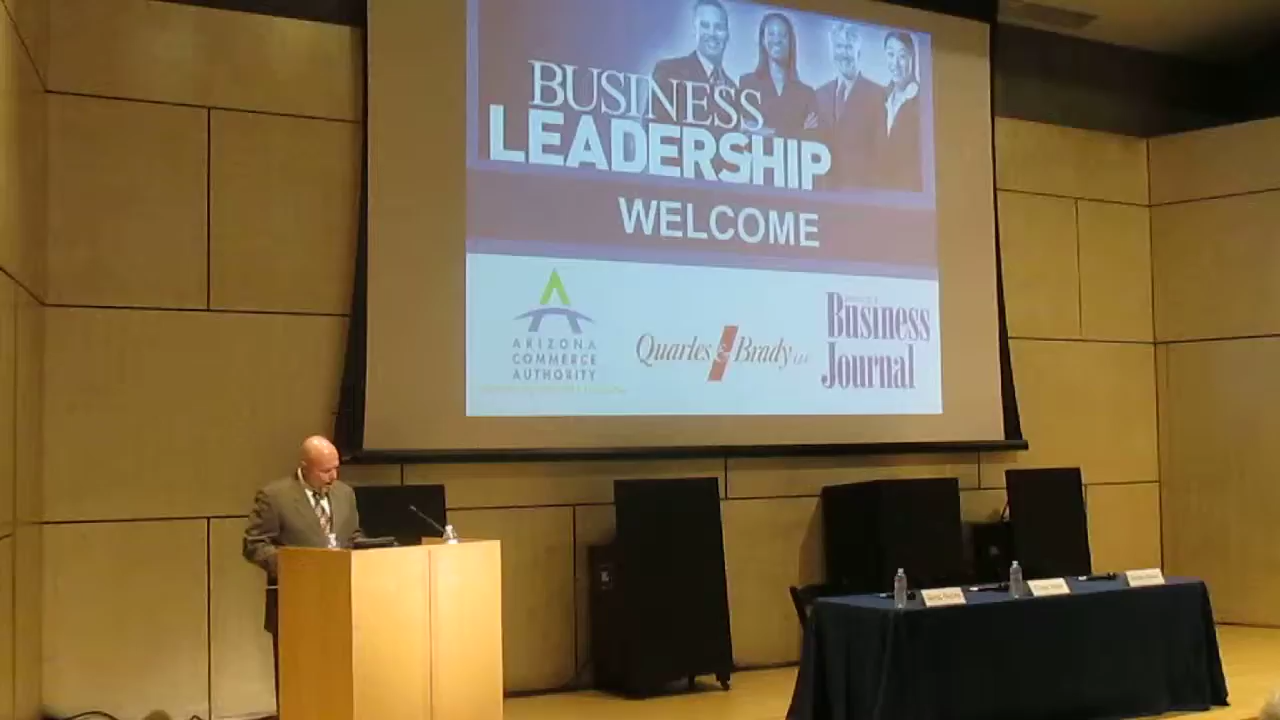 BUSINESS
LEADERSHIP
WELCOME
ARIZONA
COMMERCE
AUTHORITY
Quarles & Brady LLP
Business
Journal